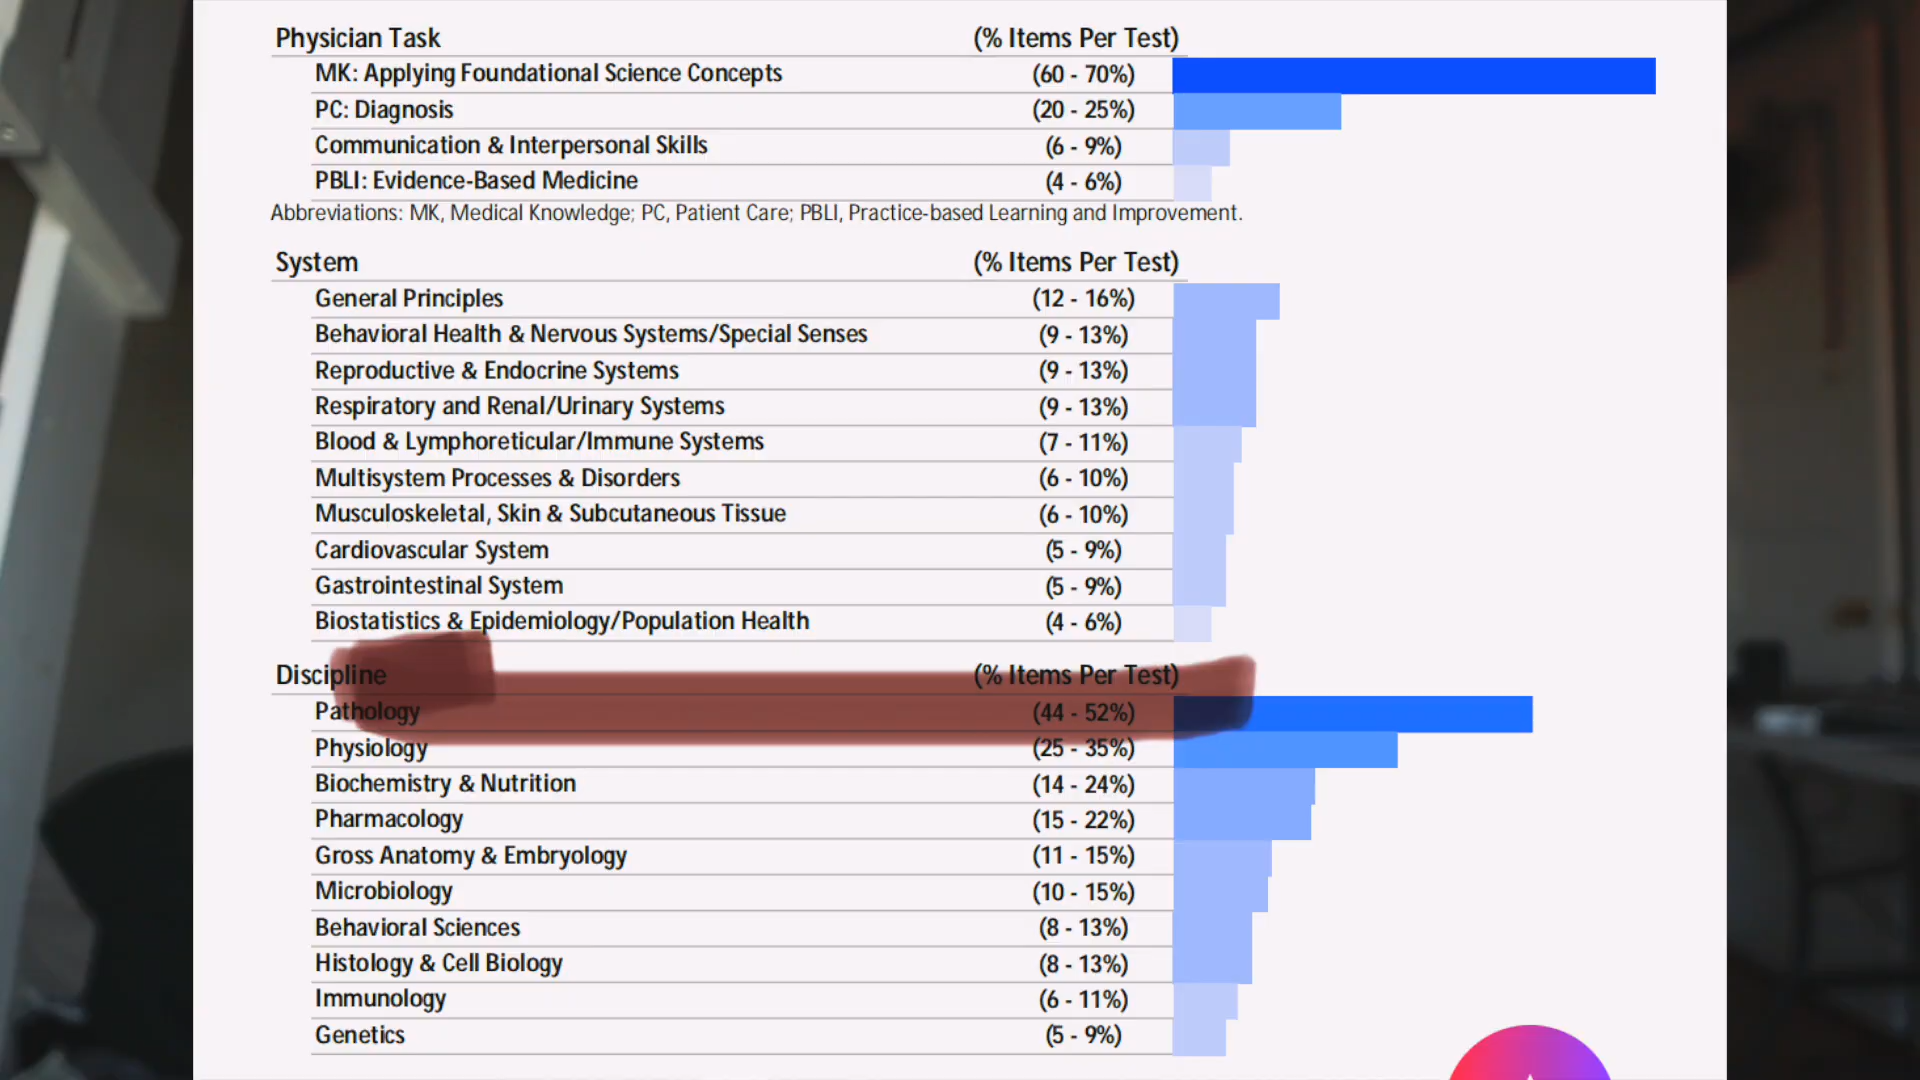 Physician Task (% Items Per Test)
MK: Applying Foundational Science Concepts (60 - 70%)
PC: Diagnosis (20 - 25%)
Communication & Interpersonal Skills (6 - 9%)
PBLI: Evidence-Based Medicine (4 - 6%)
Abbreviations: MK, Medical Knowledge; PC, Patient Care; PBLI, Practice-based Learning and Improvement.
System (% Items Per Test)
General Principles (12 - 16%)
Behavioral Health & Nervous Systems/Special Senses (9 - 13%)
Reproductive & Endocrine Systems (9 - 13%)
Respiratory and Renal/Urinary Systems (9 - 13%)
Blood & Lymphoreticular/Immune Systems (7 - 11%)
Multisystem Processes & Disorders (6 - 10%)
Musculoskeletal, Skin & Subcutaneous Tissue (6 - 10%)
Cardiovascular System (5 - 9%)
Gastrointestinal System (5 - 9%)
Biostatistics & Epidemiology/Population Health (4 - 6%)
Discipline (% Items Per Test)
Pathology (44 - 52%)
Physiology (25 - 35%)
Biochemistry & Nutrition (14 - 24%)
Pharmacology (15 - 22%)
Gross Anatomy & Embryology (11 - 15%)
Microbiology (10 - 15%)
Behavioral Sciences (8 - 13%)
Histology & Cell Biology (8 - 13%)
Immunology (6 - 11%)
Genetics (5 - 9%)